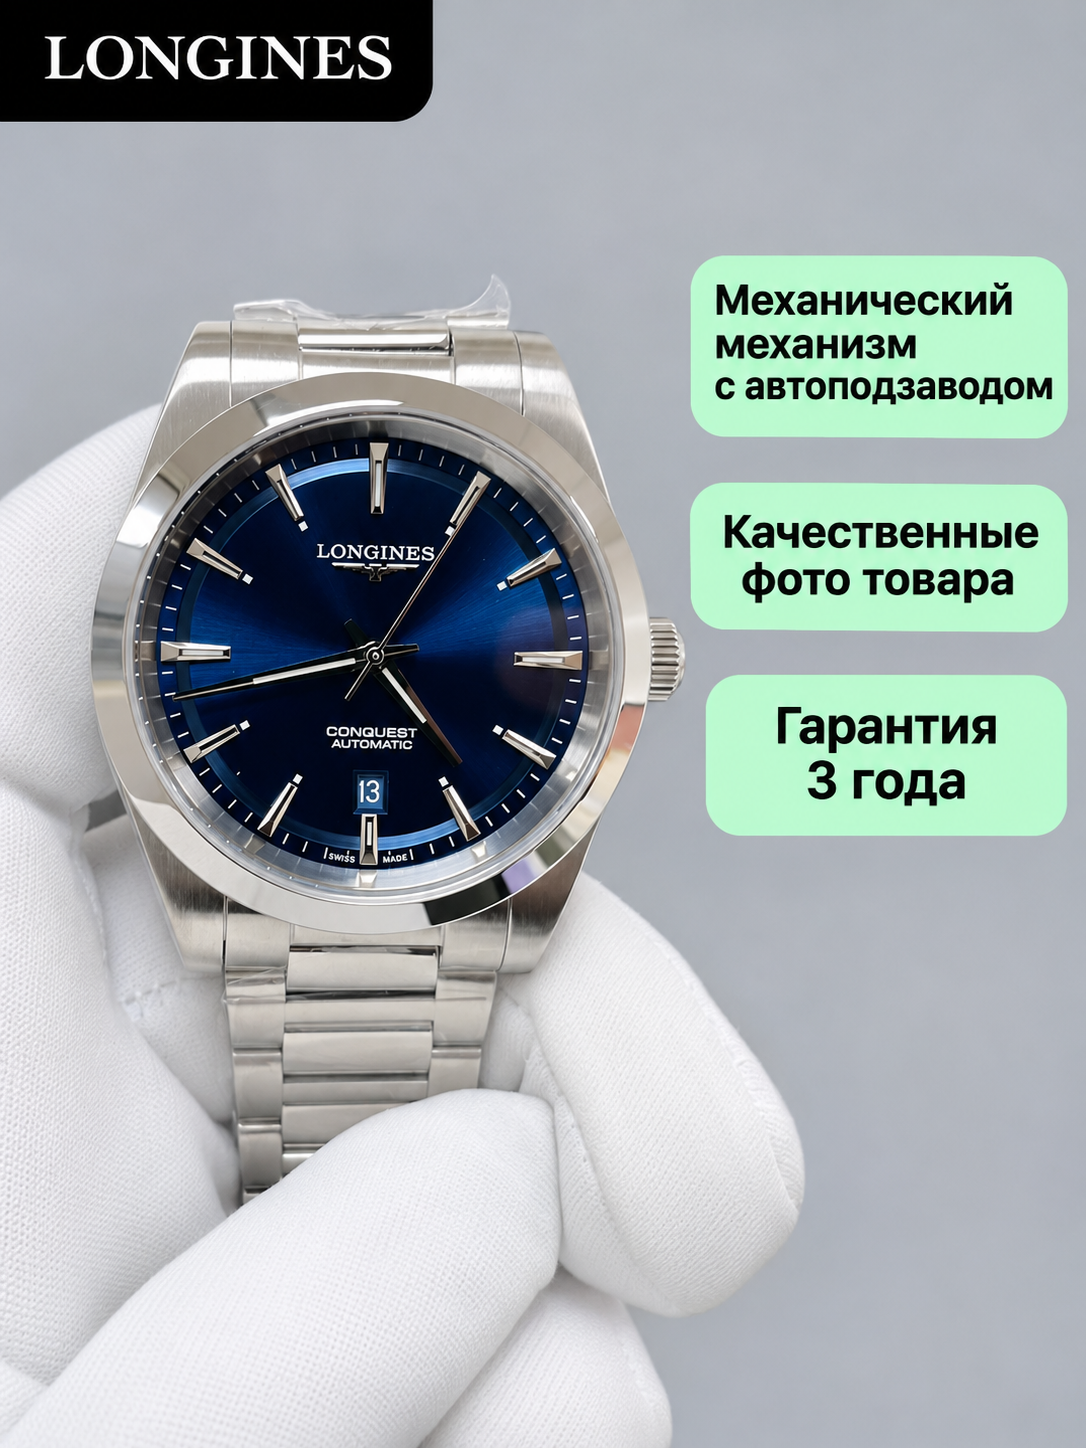 LONGINES
Механический
механизм
с автоподзаводом
Качественные
фото товара
Гарантия
3 года
LONGINES
CONQUEST
AUTOMATIC
13
SWISS MADE